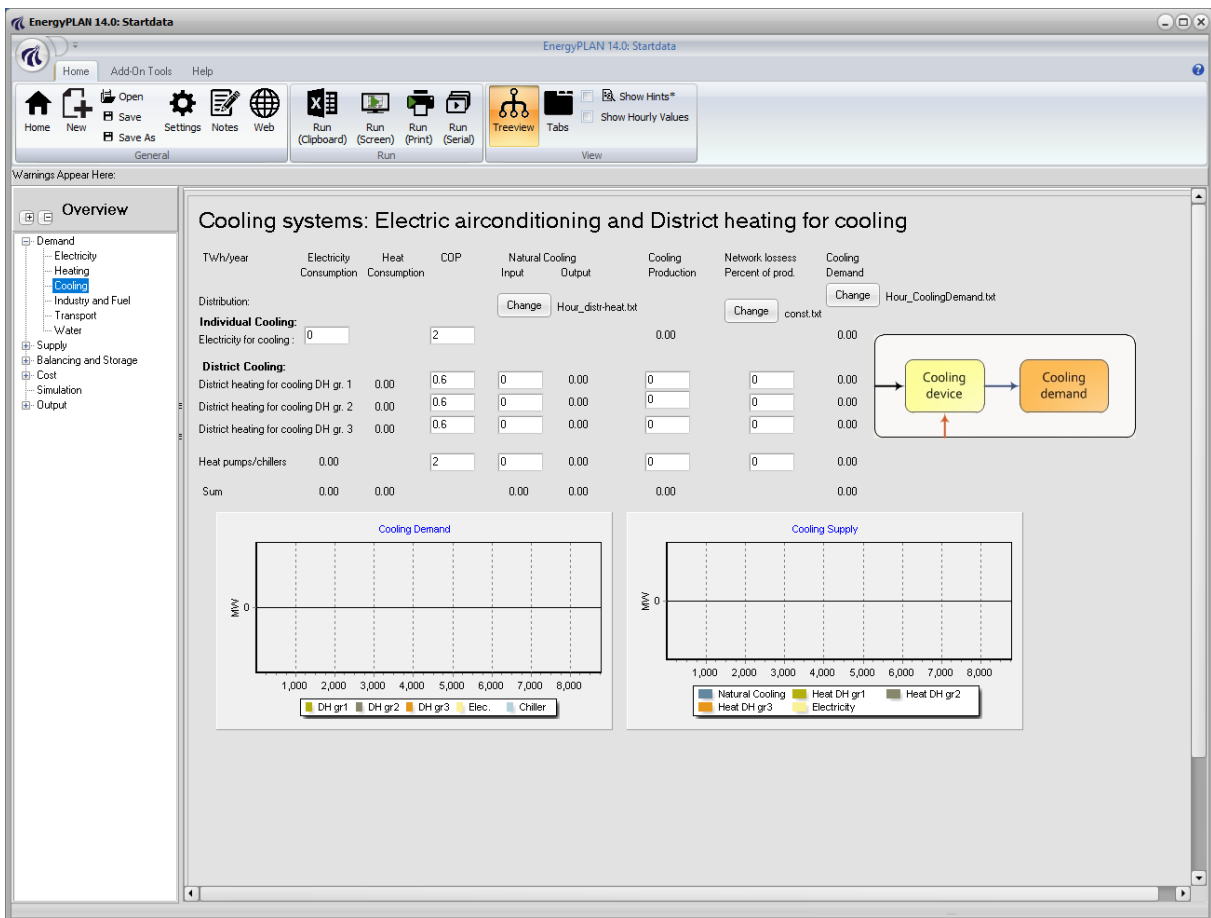 EnergyPLAN 14.0: Startdata
EnergyPLAN 14.0: Startdata
Home Add-On Tools Help
Home New Open Save Save As Settings Notes Web
General
Run (Clipboard) Run (Screen) Run (Print) Run (Serial)
Run
Treeview Tabs Show Hints* Show Hourly Values
View
Warnings Appear Here:
Overview
Demand
Electricity
Heating
Cooling
Industry and Fuel
Transport
Water
Supply
Balancing and Storage
Cost
Simulation
Output
Cooling systems: Electric airconditioning and District heating for cooling
TWh/year Electricity Heat COP Natural Cooling Cooling Network lossess Cooling
Consumption Consumption Input Output Production Percent of prod. Demand
Distribution: Change Hour_distr-heat.txt Change const.txt Change Hour_CoolingDemand.txt
Individual Cooling:
Electricity for cooling : 0 2 0.00 0.00
District Cooling:
District heating for cooling DH gr. 1 0.00 0.6 0 0.00 0 0 0.00
District heating for cooling DH gr. 2 0.00 0.6 0 0.00 0 0 0.00
District heating for cooling DH gr. 3 0.00 0.6 0 0.00 0 0 0.00
Heat pumps/chillers 0.00 2 0 0.00 0 0 0.00
Sum 0.00 0.00 0.00 0.00 0.00 0.00
Cooling device
Cooling demand
Cooling Demand
MW
0
1,000 2,000 3,000 4,000 5,000 6,000 7,000 8,000
DH gr1 DH gr2 DH gr3 Elec. Chiller
Cooling Supply
MW
0
1,000 2,000 3,000 4,000 5,000 6,000 7,000 8,000
Natural Cooling Heat DH gr1 Heat DH gr2
Heat DH gr3 Electricity